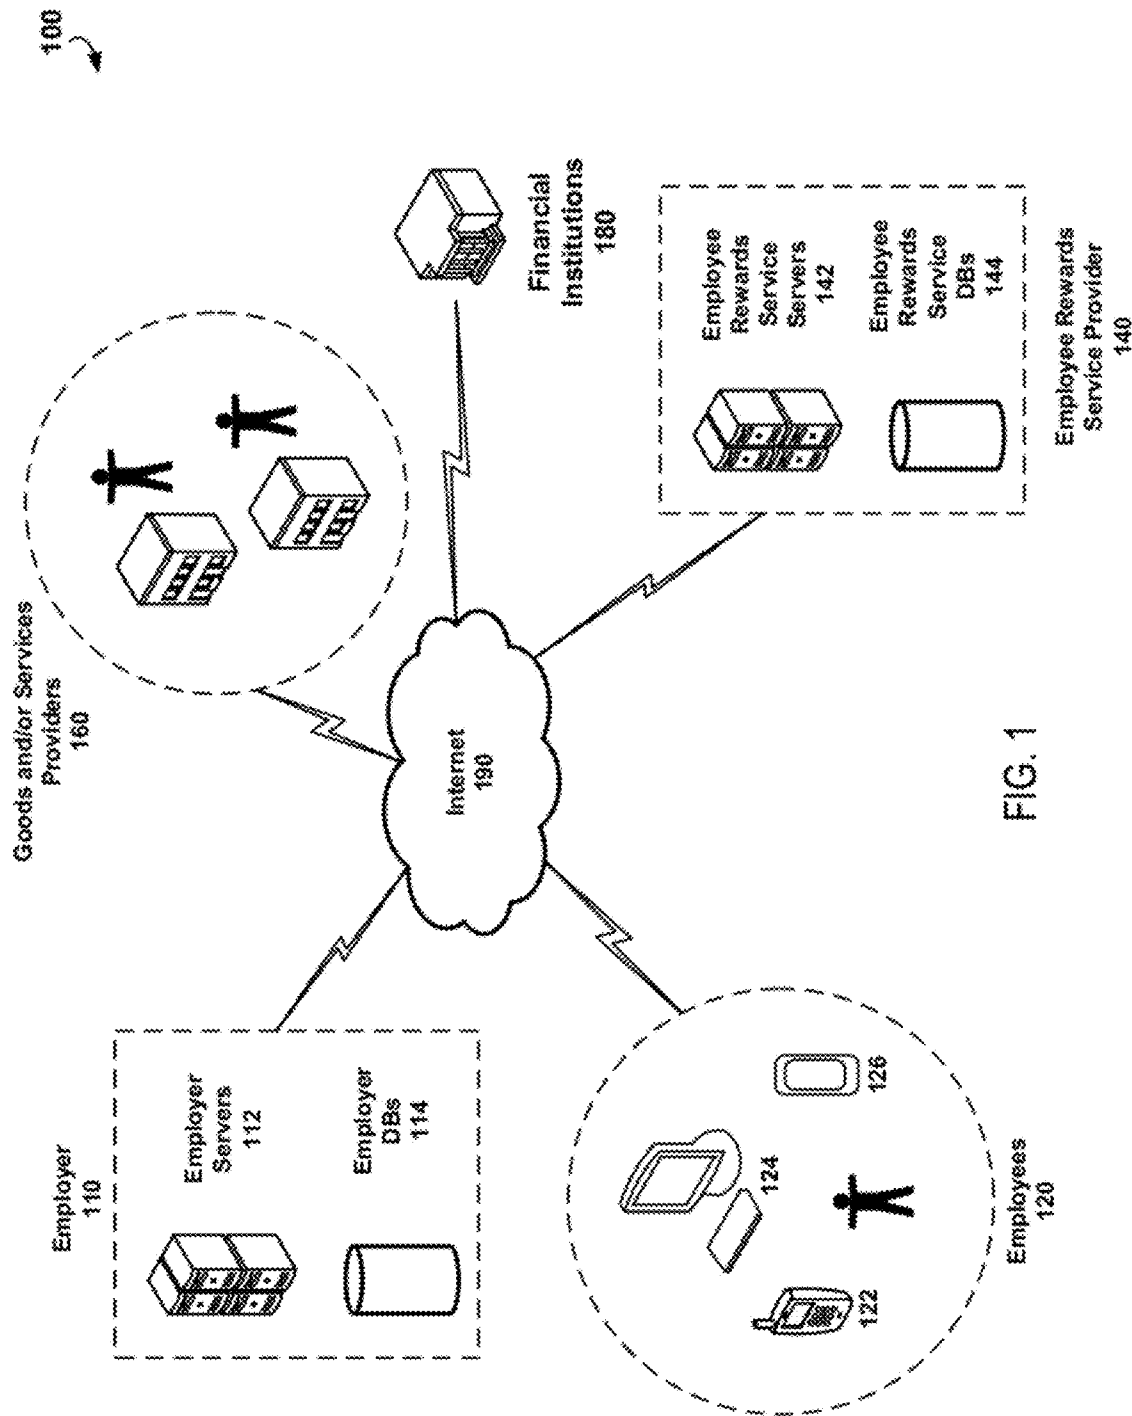 100
Goods and/or Services
Providers
160
Employer
110
Employer
Servers
112
Employer
DBs
114
Internet
190
Financial
Institutions
180
Employee
Rewards
Service
Servers
142
Employee
Rewards
Service
DBs
144
Employee Rewards
Service Provider
140
122
124
126
Employees
120
FIG. 1